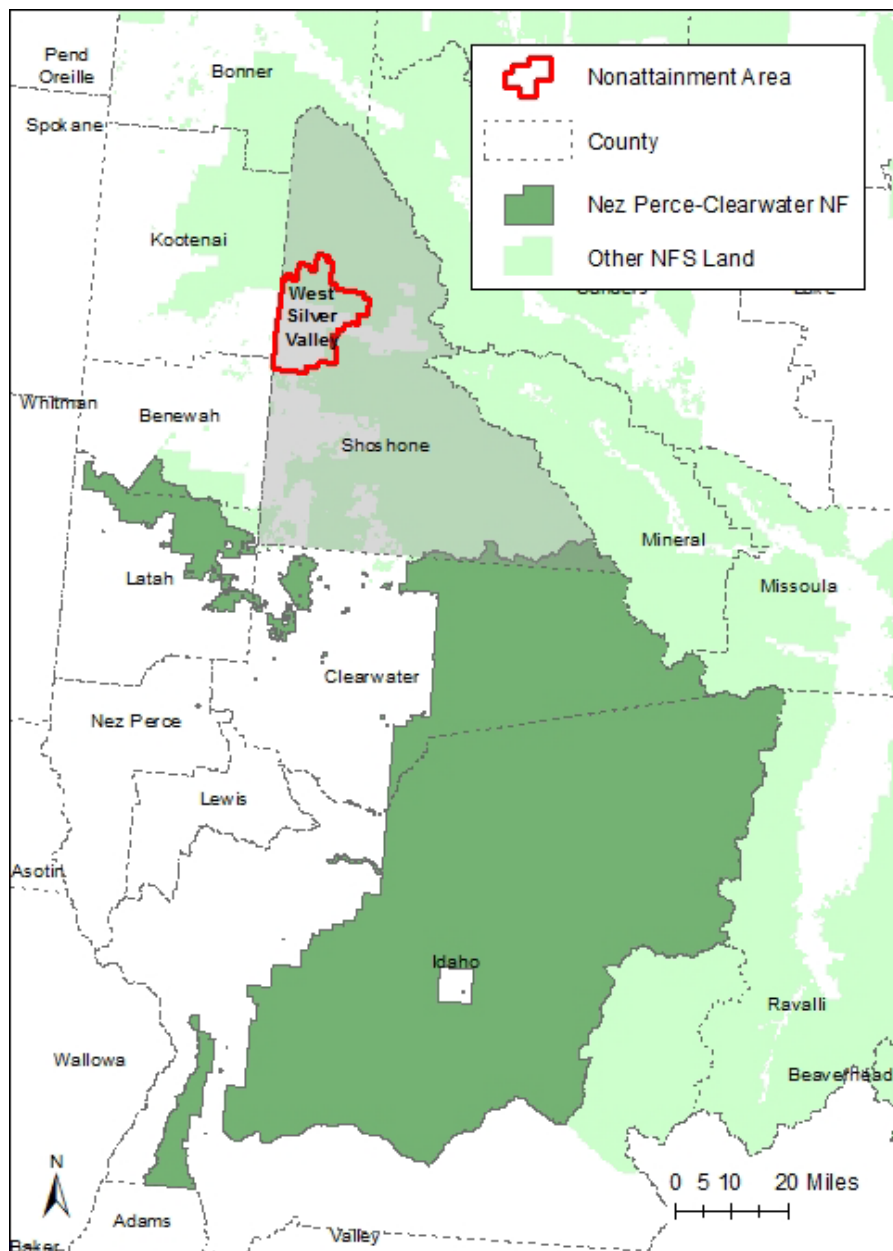 Pend
Oreille
Bonner
Nonattainment Area
Spokane
County
Nez Perce-Clearwater NF
Kootenai
Other NFS Land
Sanders
Lake
West
Silver
Valley
Whitman
Benewah
Shoshone
Mineral
Latah
Missoula
Clearwater
Nez Perce
Lewis
Asotin
Idaho
Ravalli
Wallowa
Beaverhead
N
0 5 10 20 Miles
Adams
Valley
Baker